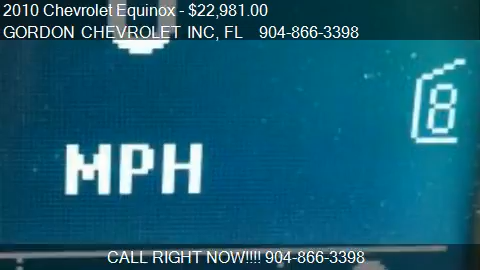 2010 Chevrolet Equinox - $22,981.00
GORDON CHEVROLET INC, FL 904-866-3398
8
MPH
CALL RIGHT NOW!!!! 904-866-3398